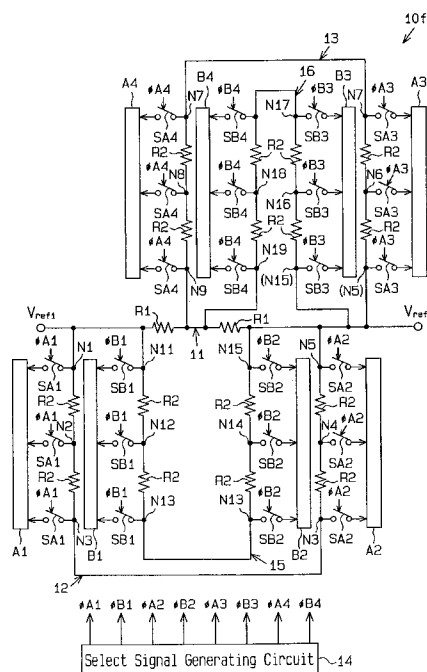 10f
13
A4 φA4 N7 B4 φB4 16 φB3 B3 N7 φA3 A3
N17
SA4 SB4 SB3 SA3
R2 R2 R2
φA4 N8 φB4 N18 N16 φB3 N6 φA3
SA4 SB4 SB3 SA3
R2 R2 R2
φA4 φB4 N19 φB3 φA3
(N15) (N5)
SA4 N9 SB4 SB3 SA3
Vref1 R1 R1 Vref
11
φA1 N1 φB1 N11 N15 φB2 N5 φA2
SA1 SB1 SB2 SA2
R2 R2 R2 R2
φA1 N2 φB1 N12 N14 φB2 N4 φA2
SA1 SB1 SB2 SA2
R2 R2 R2 R2
φA1 φB1 N13 N13 φB2 φA2
SA1 N3 SB1 SB2 N3 SA2
A1 B1 15 B2 A2
12
φA1 φB1 φA2 φB2 φA3 φB3 φA4 φB4
Select Signal Generating Circuit 14